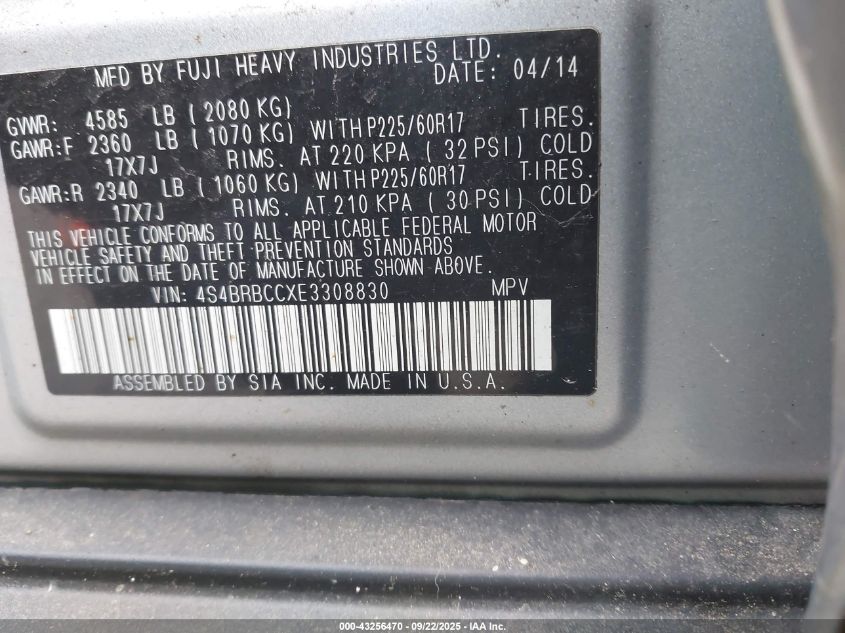 MFD BY FUJI HEAVY INDUSTRIES LTD.
DATE: 04/14
GVWR: 4585 LB ( 2080 KG)
GAWR:F 2360 LB ( 1070 KG) WITH P225/60R17 TIRES.
17X7J RIMS. AT 220 KPA ( 32 PSI) COLD
GAWR:R 2340 LB ( 1060 KG) WITH P225/60R17 TIRES.
17X7J RIMS. AT 210 KPA ( 30 PSI) COLD
THIS VEHICLE CONFORMS TO ALL APPLICABLE FEDERAL MOTOR
VEHICLE SAFETY AND THEFT PREVENTION STANDARDS
IN EFFECT ON THE DATE OF MANUFACTURE SHOWN ABOVE.
VIN: 4S4BRBCCXE3308830 MPV
ASSEMBLED BY SIA INC. MADE IN U.S.A.
000-43256470 - 09/22/2025 - IAA Inc.